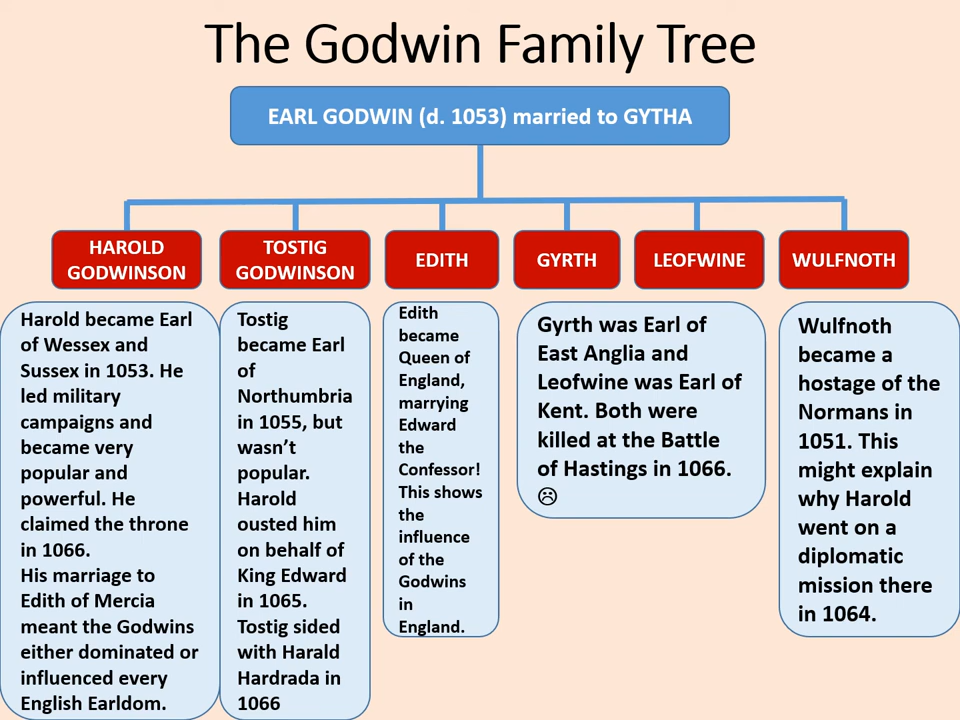 The Godwin Family Tree
EARL GODWIN (d. 1053) married to GYTHA
HAROLD
GODWINSON
TOSTIG
GODWINSON
EDITH
GYRTH
LEOFWINE
WULFNOTH
Harold became Earl
of Wessex and
Sussex in 1053. He
led military
campaigns and
became very
popular and
powerful. He
claimed the throne
in 1066.
His marriage to
Edith of Mercia
meant the Godwins
either dominated or
influenced every
English Earldom.
Tostig
became Earl
of
Northumbria
in 1055, but
wasn’t
popular.
Harold
ousted him
on behalf of
King Edward
in 1065.
Tostig sided
with Harald
Hardrada in
1066
Edith
became
Queen of
England,
marrying
Edward
the
Confessor!
This shows
the
influence
of the
Godwins
in
England.
Gyrth was Earl of
East Anglia and
Leofwine was Earl of
Kent. Both were
killed at the Battle
of Hastings in 1066.
☹
Wulfnoth
became a
hostage of the
Normans in
1051. This
might explain
why Harold
went on a
diplomatic
mission there
in 1064.